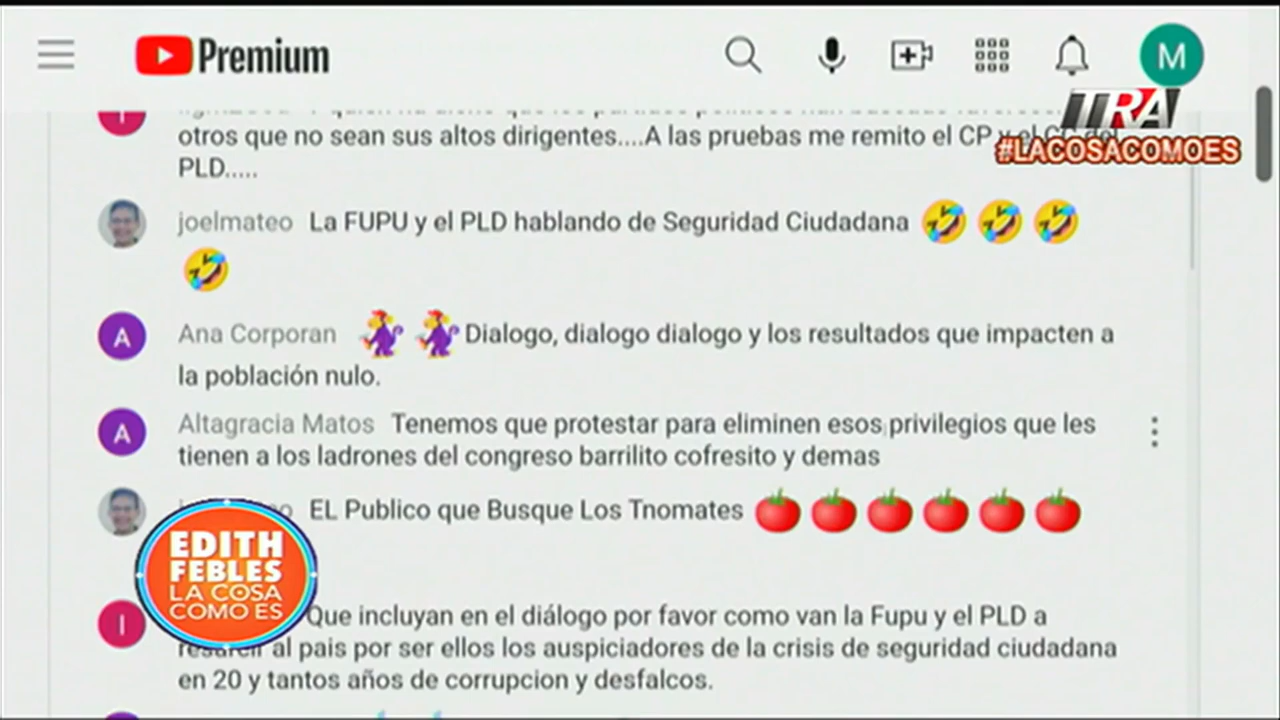 Premium
M
TRA
#LACOSACOMOES
otros que no sean sus altos dirigentes....A las pruebas me remito el CP y el CC del
PLD.....
joelmateo La FUPU y el PLD hablando de Seguridad Ciudadana 🤣 🤣 🤣
🤣
A Ana Corporan Dialogo, dialogo dialogo y los resultados que impacten a
la población nulo.
A Altagracia Matos Tenemos que protestar para eliminen esos privilegios que les
tienen a los ladrones del congreso barrilito cofresito y demas
EL Publico que Busque Los Tnomates 🍅 🍅 🍅 🍅 🍅 🍅
EDITH
FEBLES
LA COSA
COMO ES
I Que incluyan en el diálogo por favor como van la Fupu y el PLD a
resarcir al pais por ser ellos los auspiciadores de la crisis de seguridad ciudadana
en 20 y tantos años de corrupcion y desfalcos.